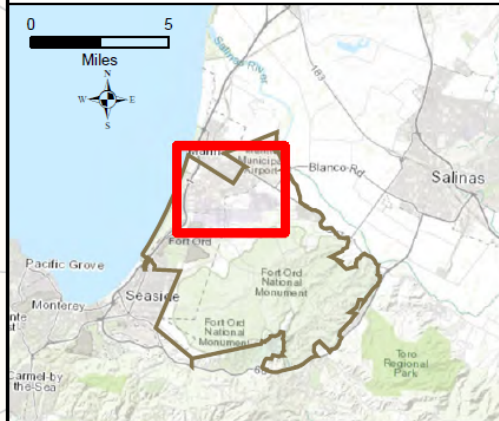 0 5
Miles
N
W E
S
Salinas
River
183
Municipal
Airport
Blanco Rd
Salinas
Fort Ord
Pacific Grove
Fort Ord
National
Monument
Seaside
Monterey
Fort Ord
National
Monument
Toro
Regional
Park
Carmel-by
-the-Sea